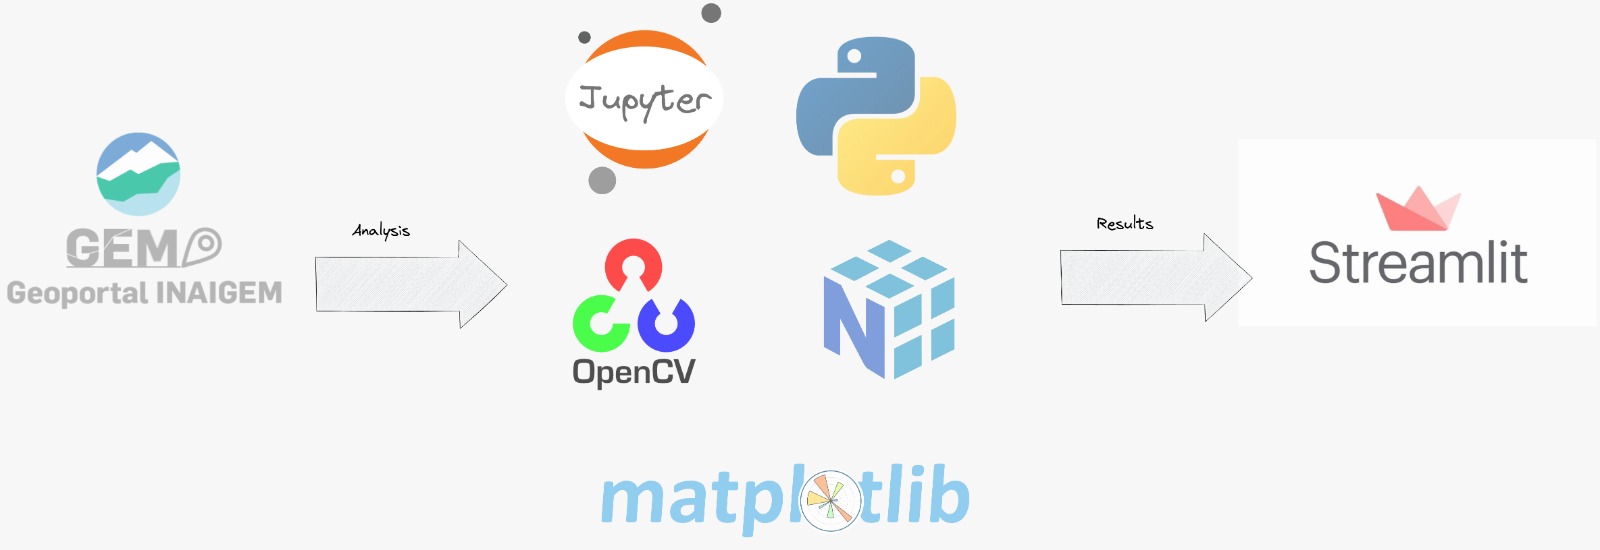 Jupyter
GEM
Geoportal INAIGEM
Analysis
OpenCV
N
Results
Streamlit
matplotlib